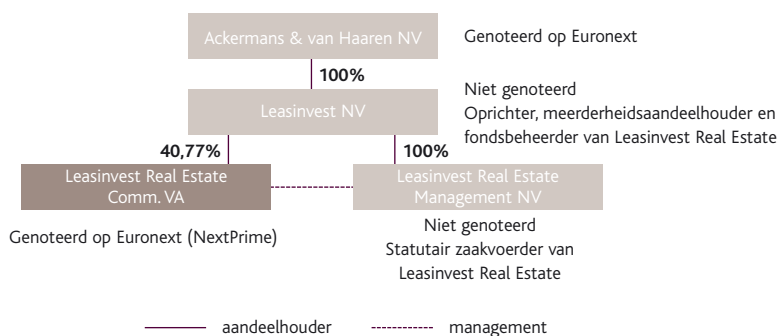 Ackermans & van Haaren NV
Genoteerd op Euronext
100%
Leasinvest NV
Niet genoteerd
Oprichter, meerderheidsaandeelhouder en
fondsbeheerder van Leasinvest Real Estate
40,77%
100%
Leasinvest Real Estate
Comm. VA
Leasinvest Real Estate
Management NV
Genoteerd op Euronext (NextPrime)
Niet genoteerd
Statutair zaakvoerder van
Leasinvest Real Estate
aandeelhouder
management